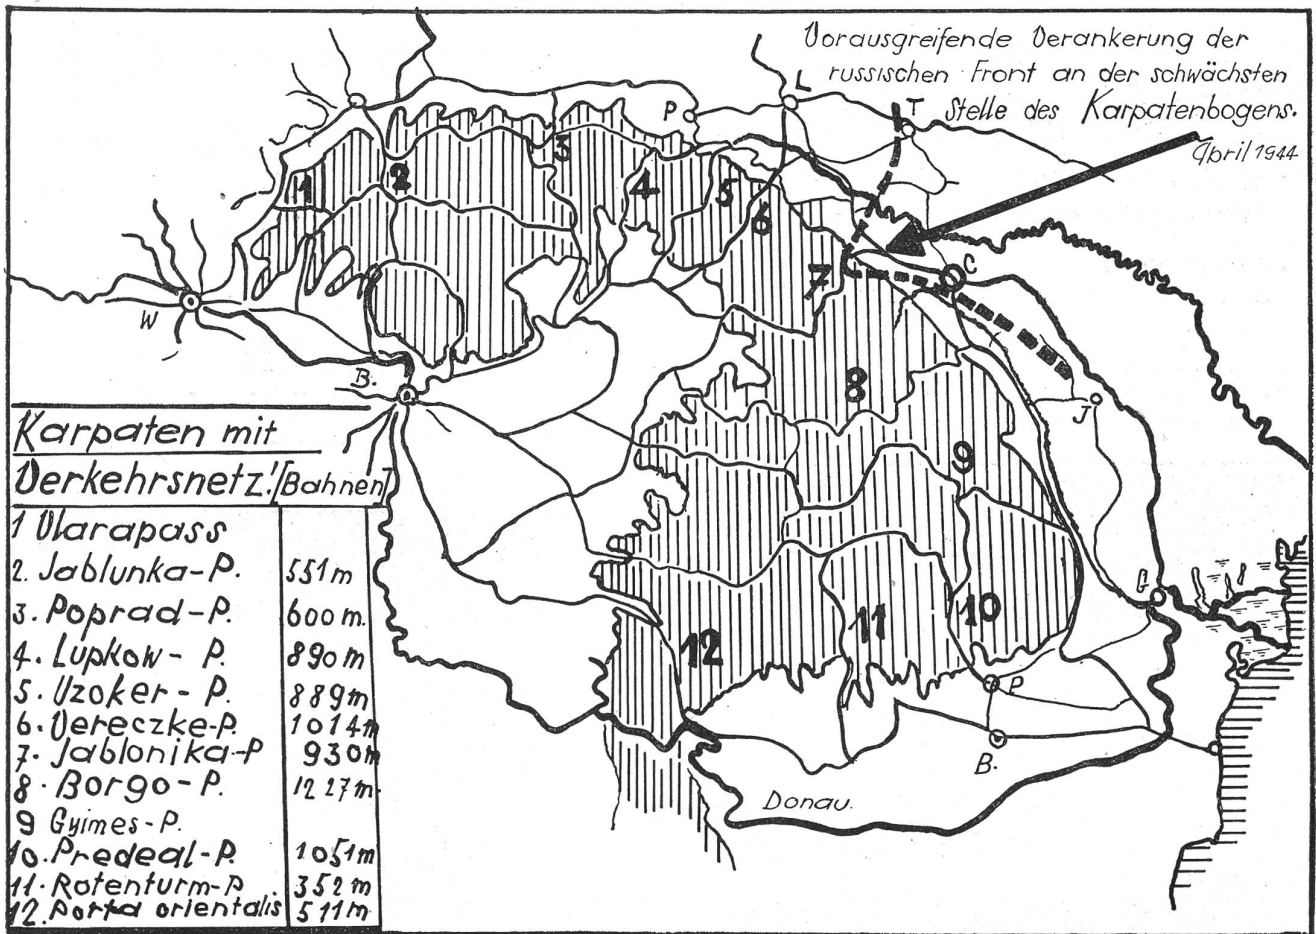 Vorausgreifende Verankerung der
russischen Front an der schwächsten
Stelle des Karpatenbogens.
April 1944
L
P
T
1
2
3
4
5
6
7
C
W
B.
8
J
9
G
10
11
12
P
B.
Donau.
Karpaten mit
Verkehrsnetz! [Bahnen]
1 Vlarapass
2. Jablunka-P. 551m
3. Poprad-P. 600m.
4. Lupkow-P. 890m
5. Uzoker-P. 889m
6. Vereczke-P. 1014m
7. Jablonika-P 930m
8. Borgo-P. 1227m.
9 Gyimes-P.
10. Predeal-P. 1051m
11. Rotenturm-P. 352m
12. Porta orientalis 511m